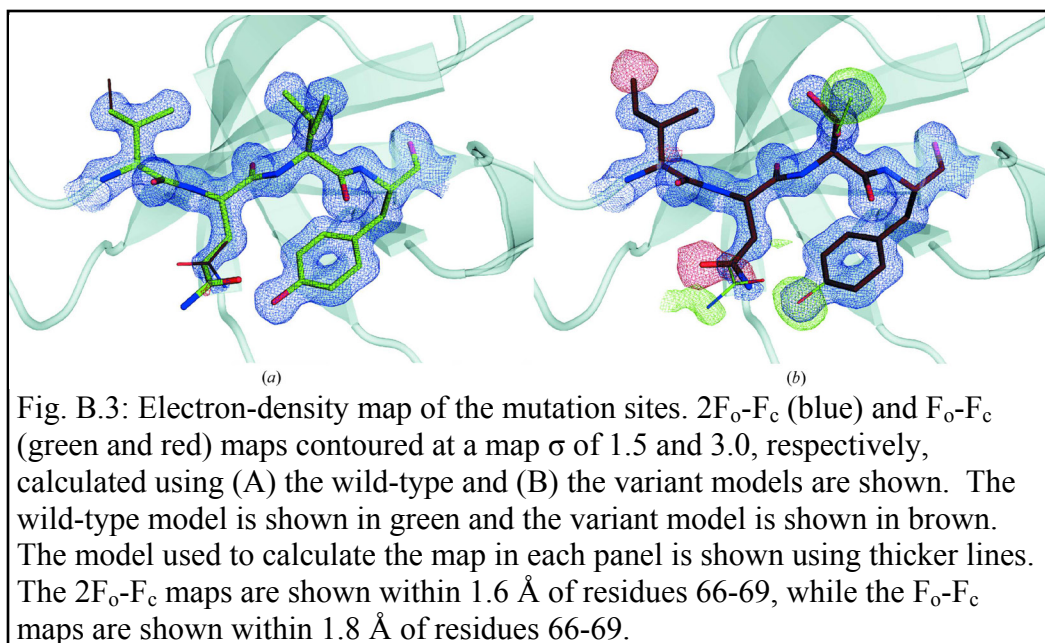 (a) (b)
Fig. B.3: Electron-density map of the mutation sites. 2Fo-Fc (blue) and Fo-Fc
(green and red) maps contoured at a map σ of 1.5 and 3.0, respectively,
calculated using (A) the wild-type and (B) the variant models are shown. The
wild-type model is shown in green and the variant model is shown in brown.
The model used to calculate the map in each panel is shown using thicker lines.
The 2Fo-Fc maps are shown within 1.6 Å of residues 66-69, while the Fo-Fc
maps are shown within 1.8 Å of residues 66-69.